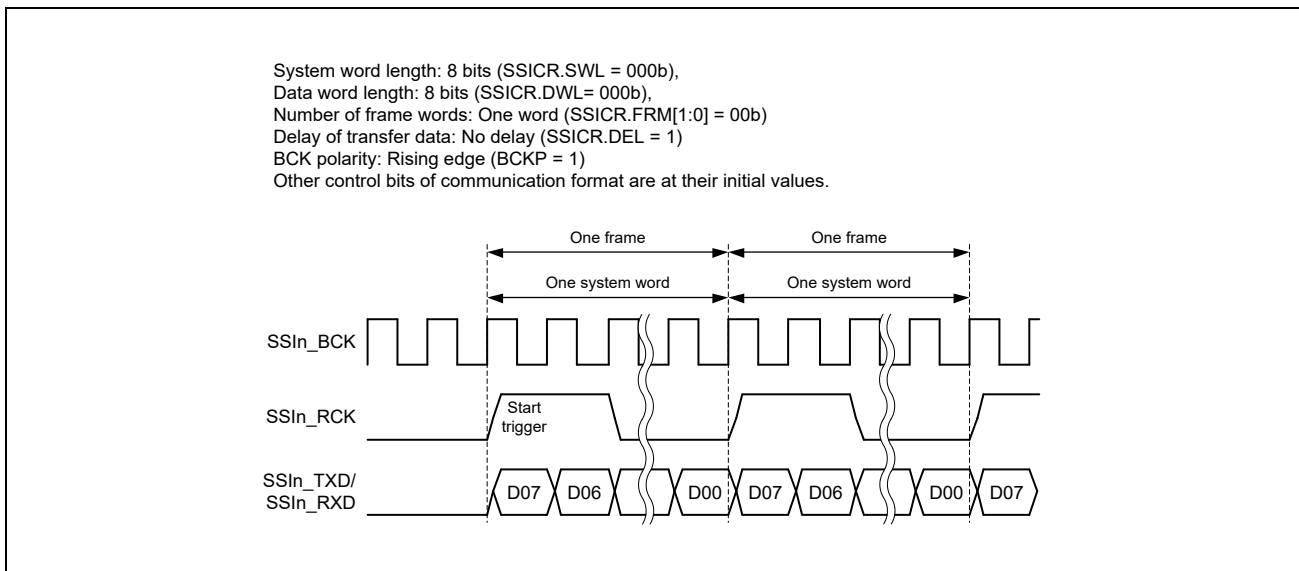 System word length: 8 bits (SSICR.SWL = 000b),
Data word length: 8 bits (SSICR.DWL= 000b),
Number of frame words: One word (SSICR.FRM[1:0] = 00b)
Delay of transfer data: No delay (SSICR.DEL = 1)
BCK polarity: Rising edge (BCKP = 1)
Other control bits of communication format are at their initial values.
One frame One frame
One system word One system word
SSIn_BCK
SSIn_RCK Start trigger
SSIn_TXD/
SSIn_RXD D07 D06 D00 D07 D06 D00 D07